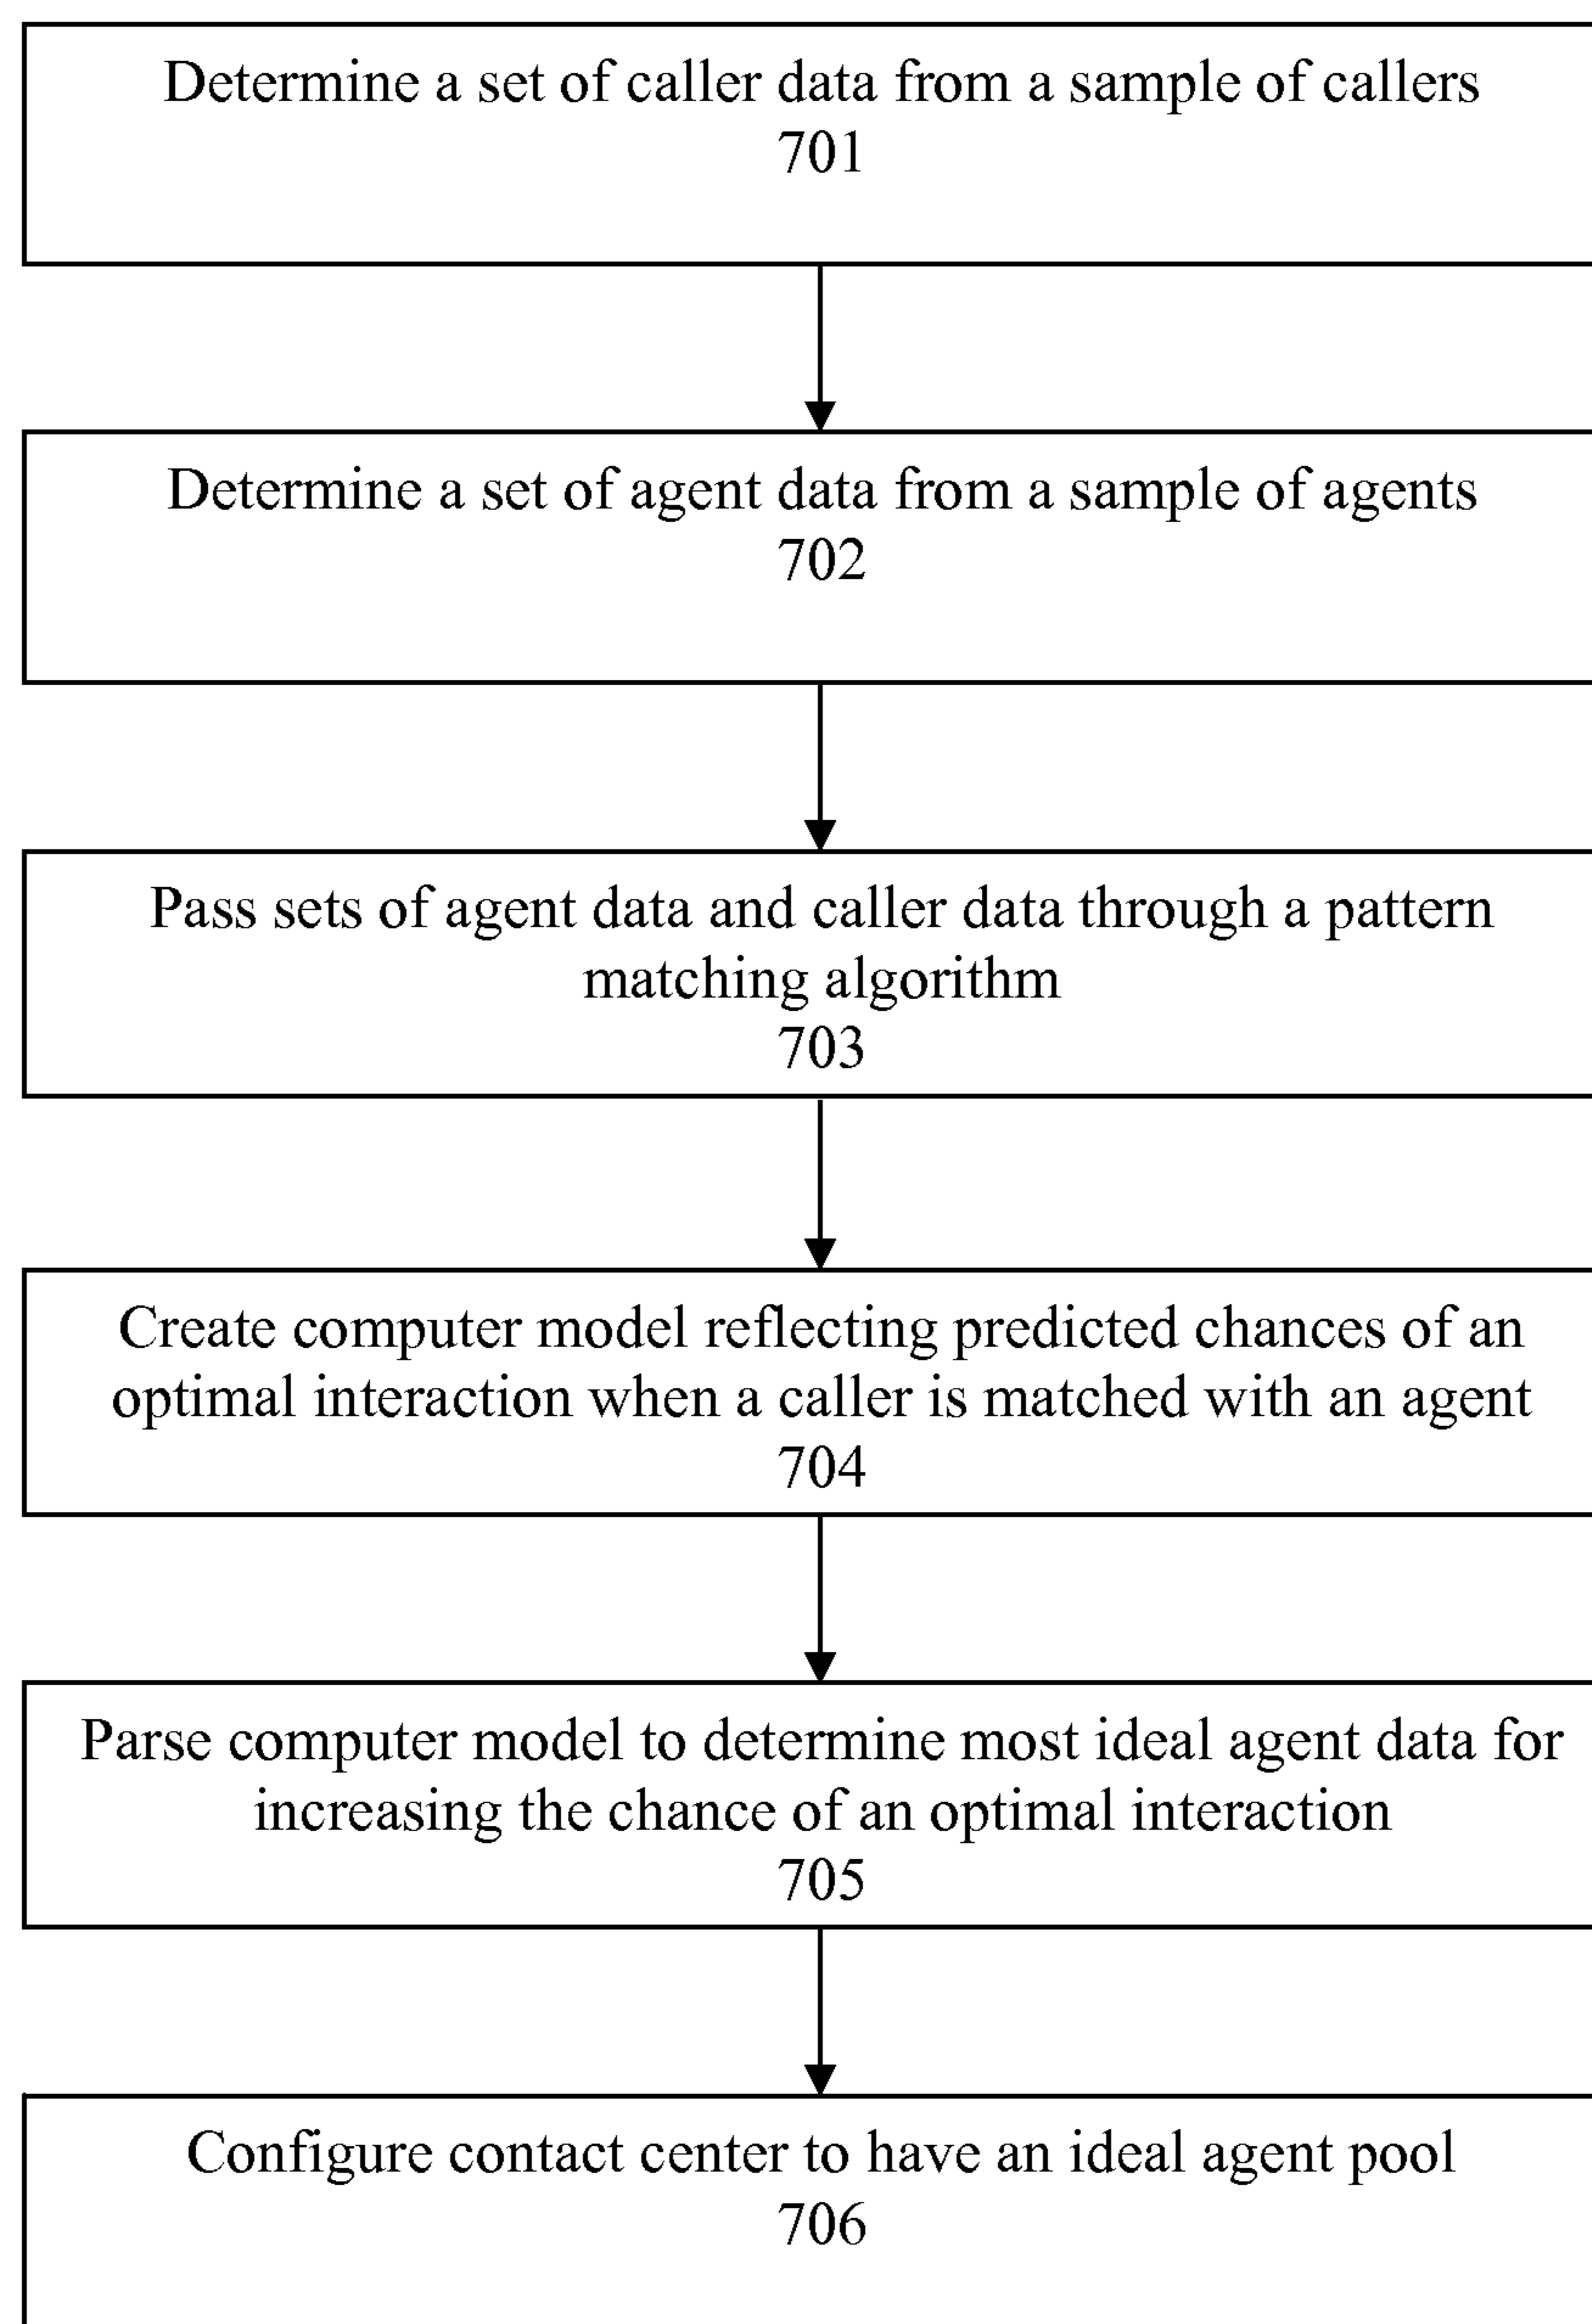 Determine a set of caller data from a sample of callers
701
Determine a set of agent data from a sample of agents
702
Pass sets of agent data and caller data through a pattern
matching algorithm
703
Create computer model reflecting predicted chances of an
optimal interaction when a caller is matched with an agent
704
Parse computer model to determine most ideal agent data for
increasing the chance of an optimal interaction
705
Configure contact center to have an ideal agent pool
706